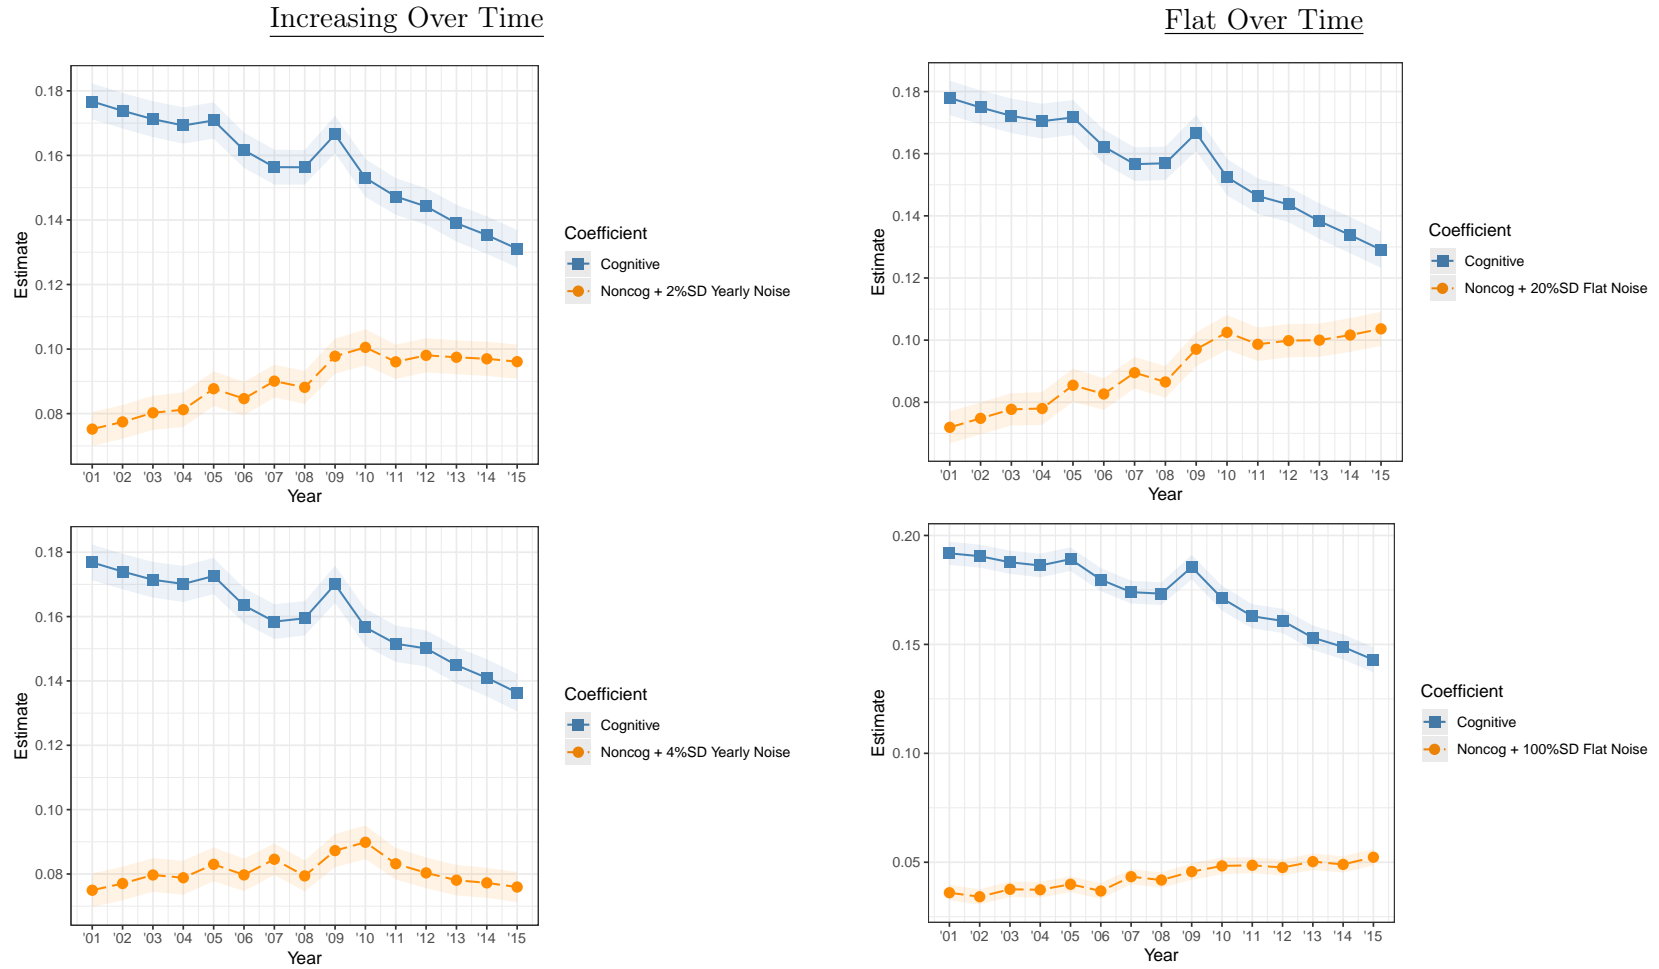 Increasing Over Time
Flat Over Time
0.18
0.16
0.14
0.12
0.10
0.08
Estimate
'01 '02 '03 '04 '05 '06 '07 '08 '09 '10 '11 '12 '13 '14 '15
Year
Coefficient
Cognitive
Noncog + 2%SD Yearly Noise
0.18
0.16
0.14
0.12
0.10
0.08
Estimate
'01 '02 '03 '04 '05 '06 '07 '08 '09 '10 '11 '12 '13 '14 '15
Year
Coefficient
Cognitive
Noncog + 20%SD Flat Noise
0.18
0.16
0.14
0.12
0.10
0.08
Estimate
'01 '02 '03 '04 '05 '06 '07 '08 '09 '10 '11 '12 '13 '14 '15
Year
Coefficient
Cognitive
Noncog + 4%SD Yearly Noise
0.20
0.15
0.10
0.05
Estimate
'01 '02 '03 '04 '05 '06 '07 '08 '09 '10 '11 '12 '13 '14 '15
Year
Coefficient
Cognitive
Noncog + 100%SD Flat Noise